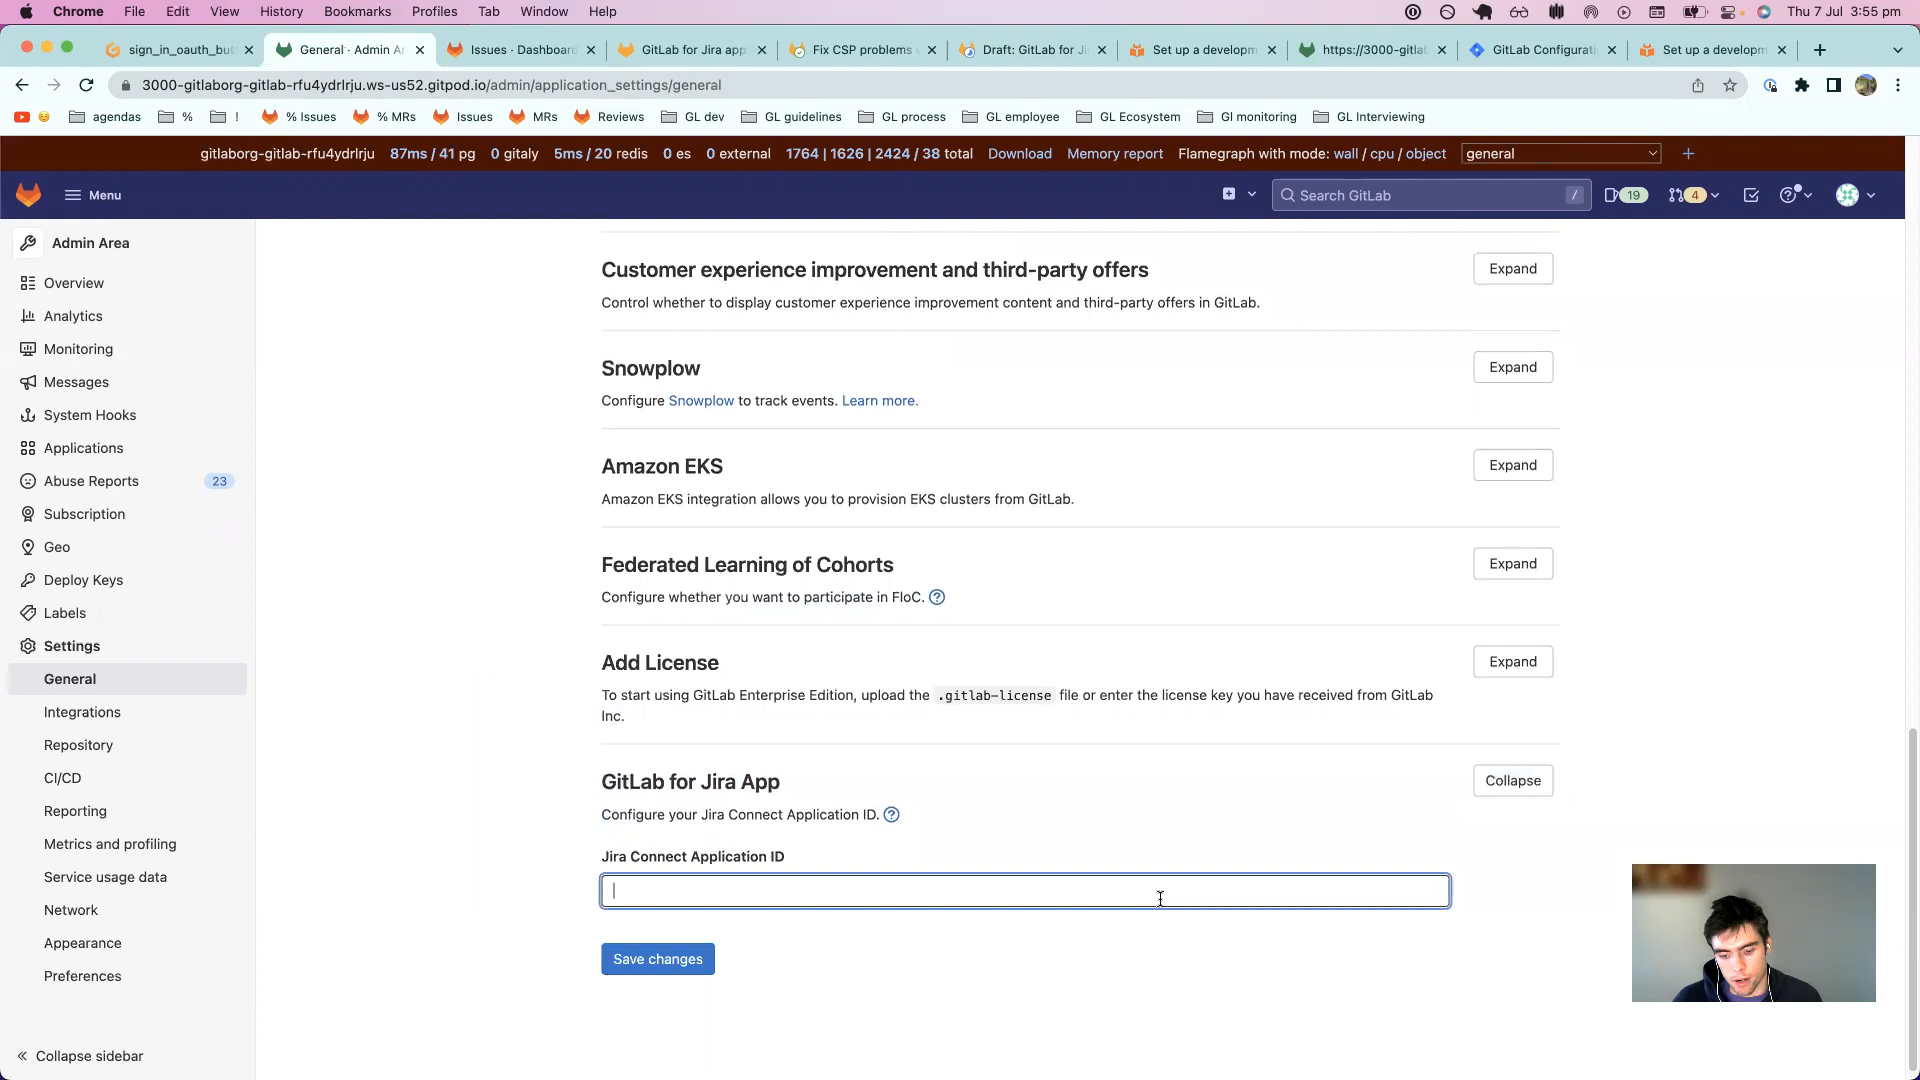 Chrome File Edit View History Bookmarks Profiles Tab Window Help Thu 7 Jul 3:55 pm
sign_in_oauth_but General · Admin Ar Issues · Dashboard GitLab for Jira app Fix CSP problems Draft: GitLab for Ji Set up a developm https://3000-gitlab GitLab Configurati Set up a developm
3000-gitlaborg-gitlab-rfu4ydrlrju.ws-us52.gitpod.io/admin/application_settings/general
agendas % ! % Issues % MRs Issues MRs Reviews GL dev GL guidelines GL process GL employee GL Ecosystem Gl monitoring GL Interviewing
gitlaborg-gitlab-rfu4ydrlrju 87ms / 41 pg 0 gitaly 5ms / 20 redis 0 es 0 external 1764 | 1626 | 2424 / 38 total Download Memory report Flamegraph with mode: wall / cpu / object general +
Menu Search GitLab / 19 4
Admin Area
Overview
Analytics
Monitoring
Messages
System Hooks
Applications
Abuse Reports 23
Subscription
Geo
Deploy Keys
Labels
Settings
General
Integrations
Repository
CI/CD
Reporting
Metrics and profiling
Service usage data
Network
Appearance
Preferences
Collapse sidebar
Customer experience improvement and third-party offers Expand
Control whether to display customer experience improvement content and third-party offers in GitLab.
Snowplow Expand
Configure Snowplow to track events. Learn more.
Amazon EKS Expand
Amazon EKS integration allows you to provision EKS clusters from GitLab.
Federated Learning of Cohorts Expand
Configure whether you want to participate in FloC.
Add License Expand
To start using GitLab Enterprise Edition, upload the .gitlab-license file or enter the license key you have received from GitLab
Inc.
GitLab for Jira App Collapse
Configure your Jira Connect Application ID.
Jira Connect Application ID
Save changes